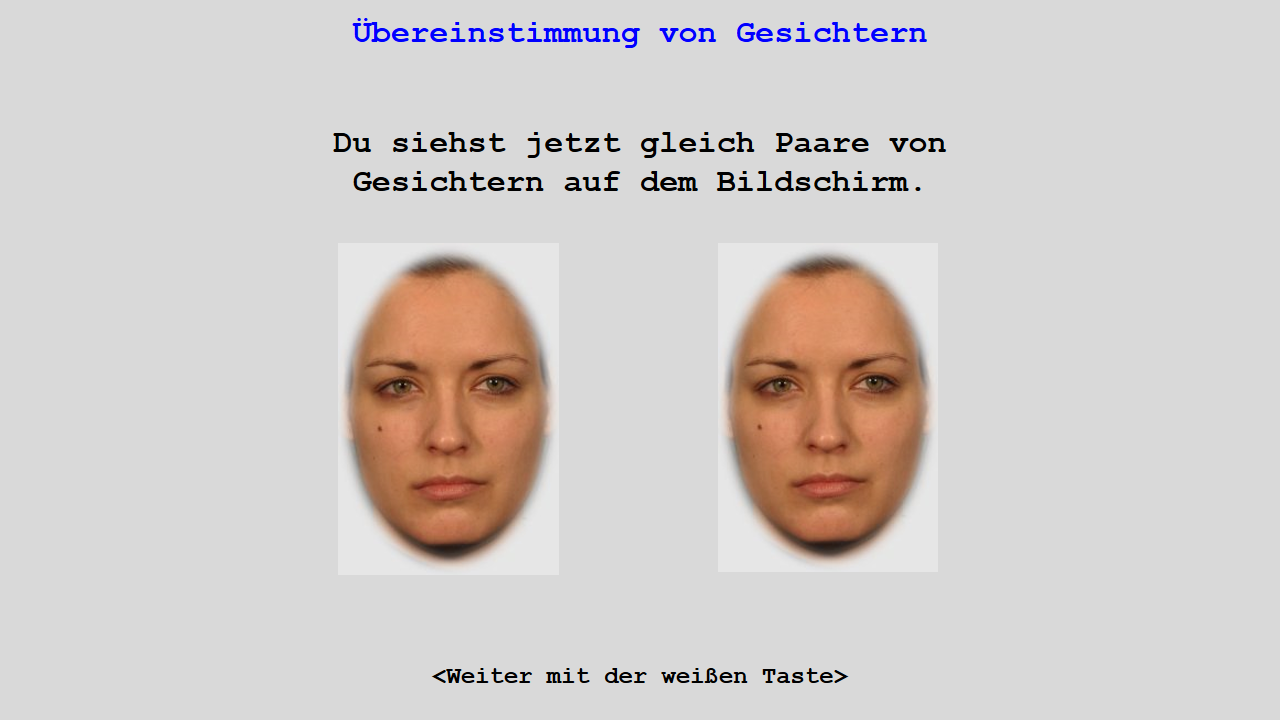 Übereinstimmung von Gesichtern
Du siehst jetzt gleich Paare von
Gesichtern auf dem Bildschirm.
<Weiter mit der weißen Taste>